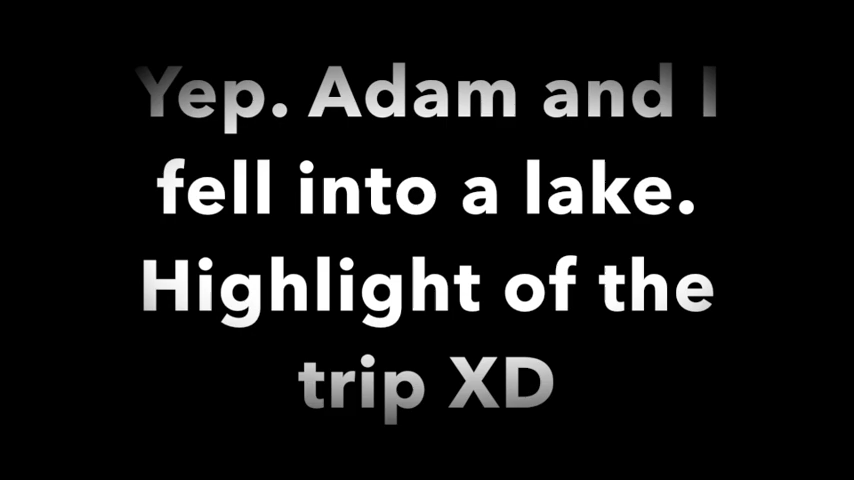 Yep. Adam and I
fell into a lake.
Highlight of the
trip XD